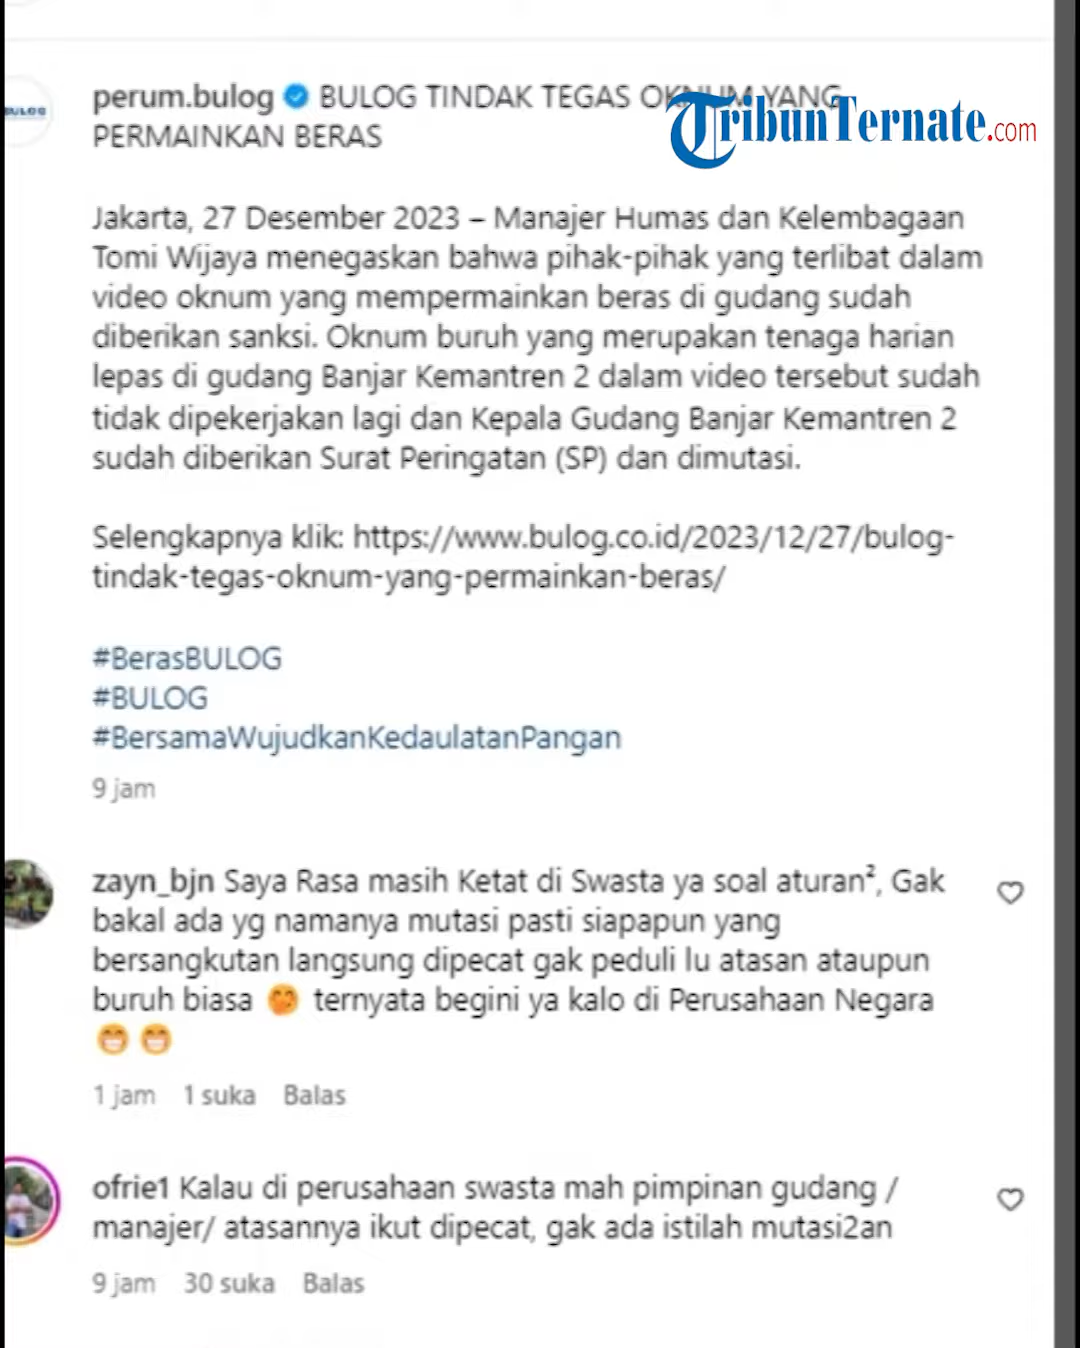 BULOG
perum.bulog BULOG TINDAK TEGAS OKNUM YANG
PERMAINKAN BERAS
TribunTernate.com
Jakarta, 27 Desember 2023 – Manajer Humas dan Kelembagaan
Tomi Wijaya menegaskan bahwa pihak-pihak yang terlibat dalam
video oknum yang mempermainkan beras di gudang sudah
diberikan sanksi. Oknum buruh yang merupakan tenaga harian
lepas di gudang Banjar Kemantren 2 dalam video tersebut sudah
tidak dipekerjakan lagi dan Kepala Gudang Banjar Kemantren 2
sudah diberikan Surat Peringatan (SP) dan dimutasi.
Selengkapnya klik: https://www.bulog.co.id/2023/12/27/bulog-
tindak-tegas-oknum-yang-permainkan-beras/
#BerasBULOG
#BULOG
#BersamaWujudkanKedaulatanPangan
9 jam
zayn_bjn Saya Rasa masih Ketat di Swasta ya soal aturan², Gak
bakal ada yg namanya mutasi pasti siapapun yang
bersangkutan langsung dipecat gak peduli lu atasan ataupun
buruh biasa 🤭 ternyata begini ya kalo di Perusahaan Negara
😁😁
1 jam 1 suka Balas
ofrie1 Kalau di perusahaan swasta mah pimpinan gudang /
manajer/ atasannya ikut dipecat, gak ada istilah mutasi2an
9 jam 30 suka Balas